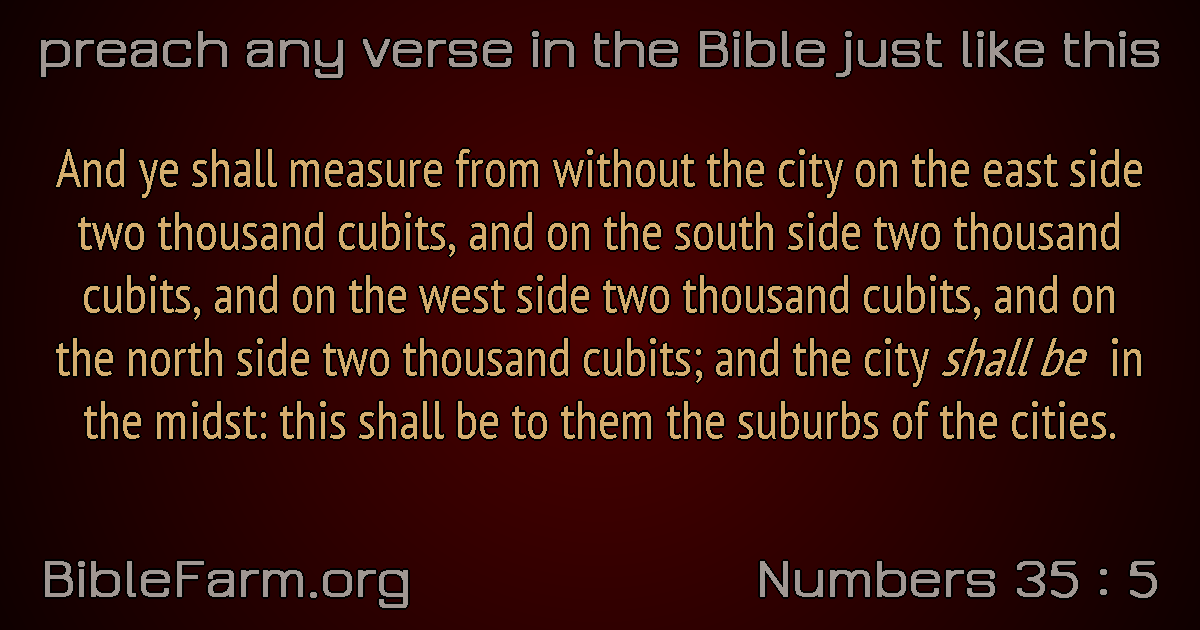 preach any verse in the Bible just like this
And ye shall measure from without the city on the east side
two thousand cubits, and on the south side two thousand
cubits, and on the west side two thousand cubits, and on
the north side two thousand cubits; and the city shall be in
the midst: this shall be to them the suburbs of the cities.
BibleFarm.org
Numbers 35 : 5